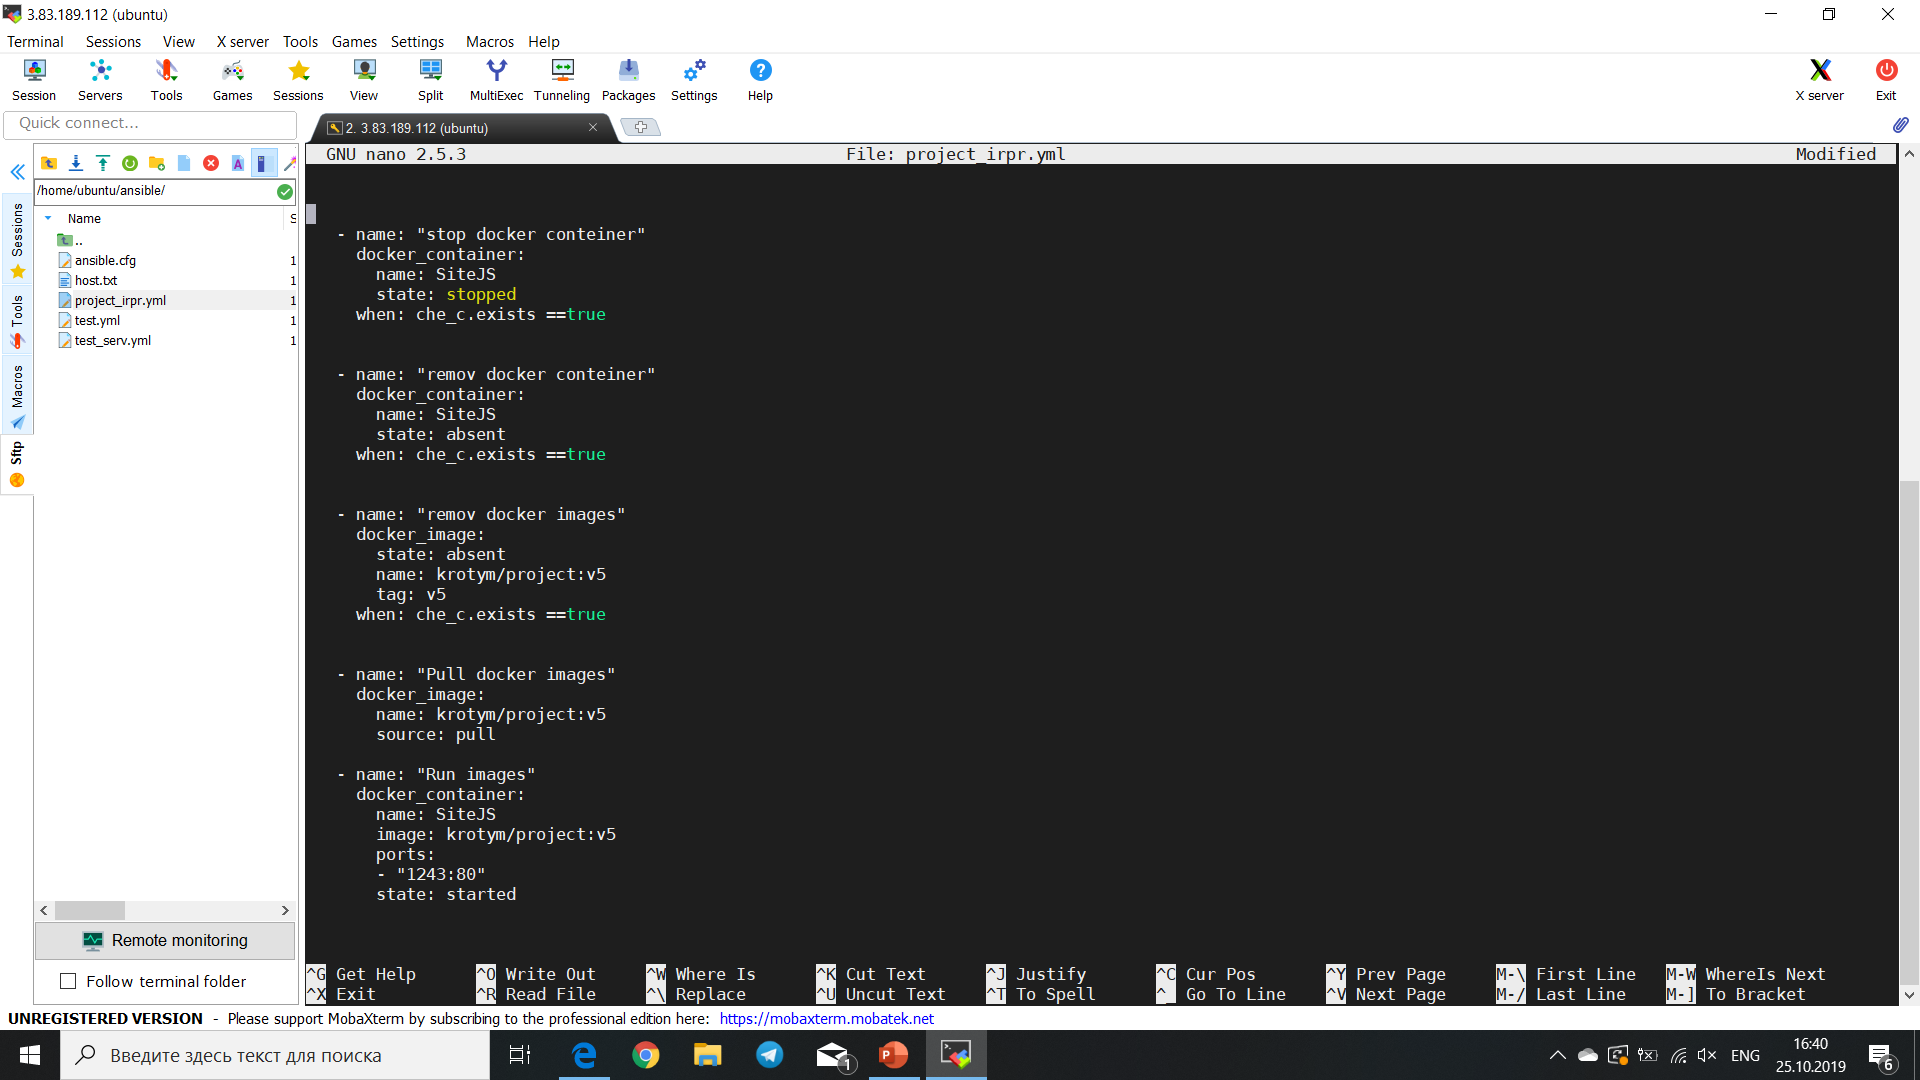 3.83.189.112 (ubuntu)
Terminal Sessions View X server Tools Games Settings Macros Help
Session Servers Tools Games Sessions View Split MultiExec Tunneling Packages Settings Help X server Exit
Quick connect...
2. 3.83.189.112 (ubuntu)
/home/ubuntu/ansible/
Name S
..
ansible.cfg 1
host.txt 1
project_irpr.yml 1
test.yml 1
test_serv.yml 1
Sessions
Tools
Macros
Sftp
Remote monitoring
Follow terminal folder
GNU nano 2.5.3 File: project_irpr.yml Modified
- name: "stop docker conteiner"
docker_container:
name: SiteJS
state: stopped
when: che_c.exists ==true
- name: "remov docker conteiner"
docker_container:
name: SiteJS
state: absent
when: che_c.exists ==true
- name: "remov docker images"
docker_image:
state: absent
name: krotym/project:v5
tag: v5
when: che_c.exists ==true
- name: "Pull docker images"
docker_image:
name: krotym/project:v5
source: pull
- name: "Run images"
docker_container:
name: SiteJS
image: krotym/project:v5
ports:
- "1243:80"
state: started
^G Get Help ^O Write Out ^W Where Is ^K Cut Text ^J Justify ^C Cur Pos ^Y Prev Page M-\ First Line M-W WhereIs Next
^X Exit ^R Read File ^\ Replace ^U Uncut Text ^T To Spell ^_ Go To Line ^V Next Page M-/ Last Line M-] To Bracket
UNREGISTERED VERSION - Please support MobaXterm by subscribing to the professional edition here: https://mobaxterm.mobatek.net
Введите здесь текст для поиска
1
ENG
16:40
25.10.2019
6